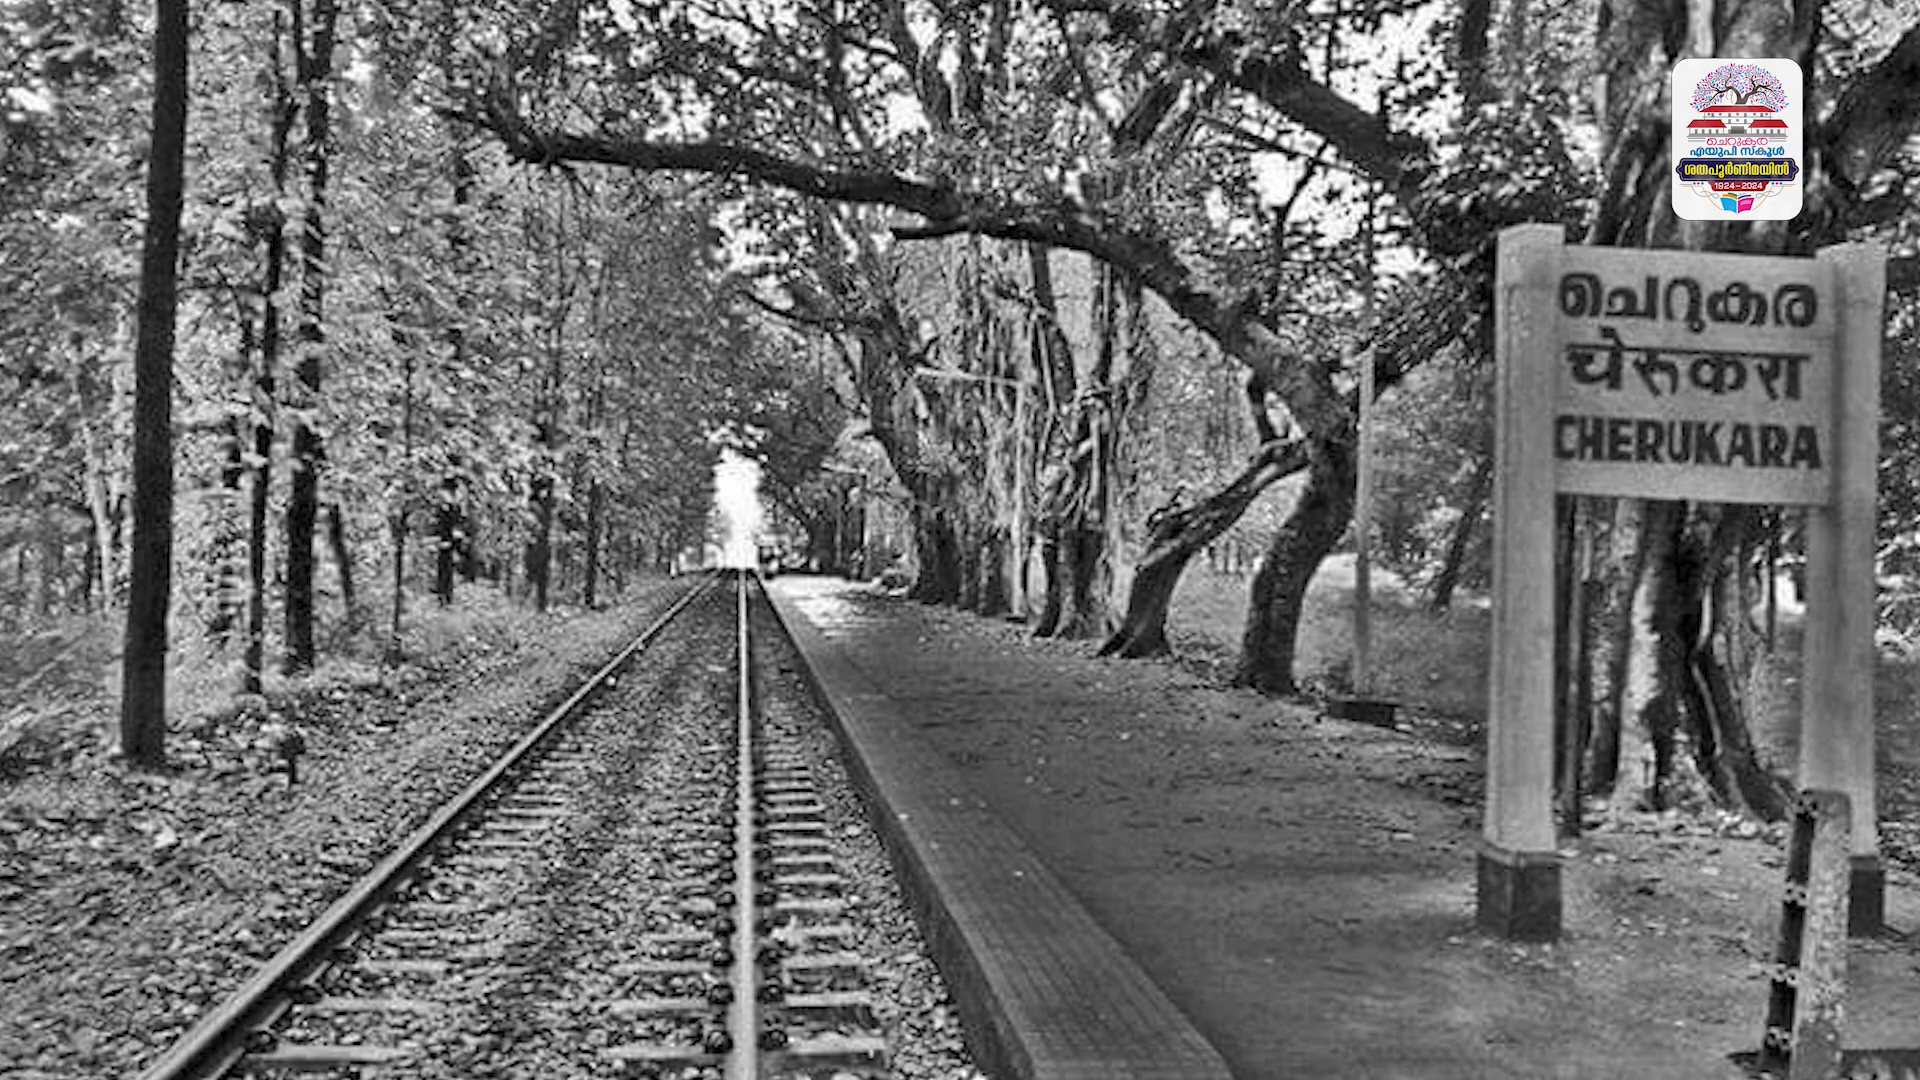 ചെറുകര
എയുപി സ്കൂൾ
ശതപൂർണിമയിൽ
1924-2024
ചെറുകര
चेरुकरा
CHERUKARA